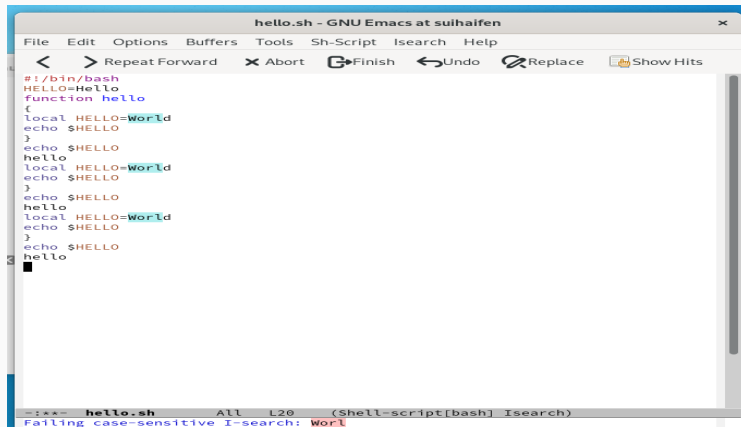 hello.sh - GNU Emacs at suihaifen ×
File Edit Options Buffers Tools Sh-Script Isearch Help
< > Repeat Forward Abort Finish Undo Replace Show Hits
#!/bin/bash
HELLO=Hello
function hello
{
local HELLO=World
echo $HELLO
}
echo $HELLO
hello
local HELLO=World
echo $HELLO
}
echo $HELLO
hello
local HELLO=World
echo $HELLO
}
echo $HELLO
hello
-:**- hello.sh All L20 (Shell-script[bash] Isearch)
Failing case-sensitive I-search: Worl